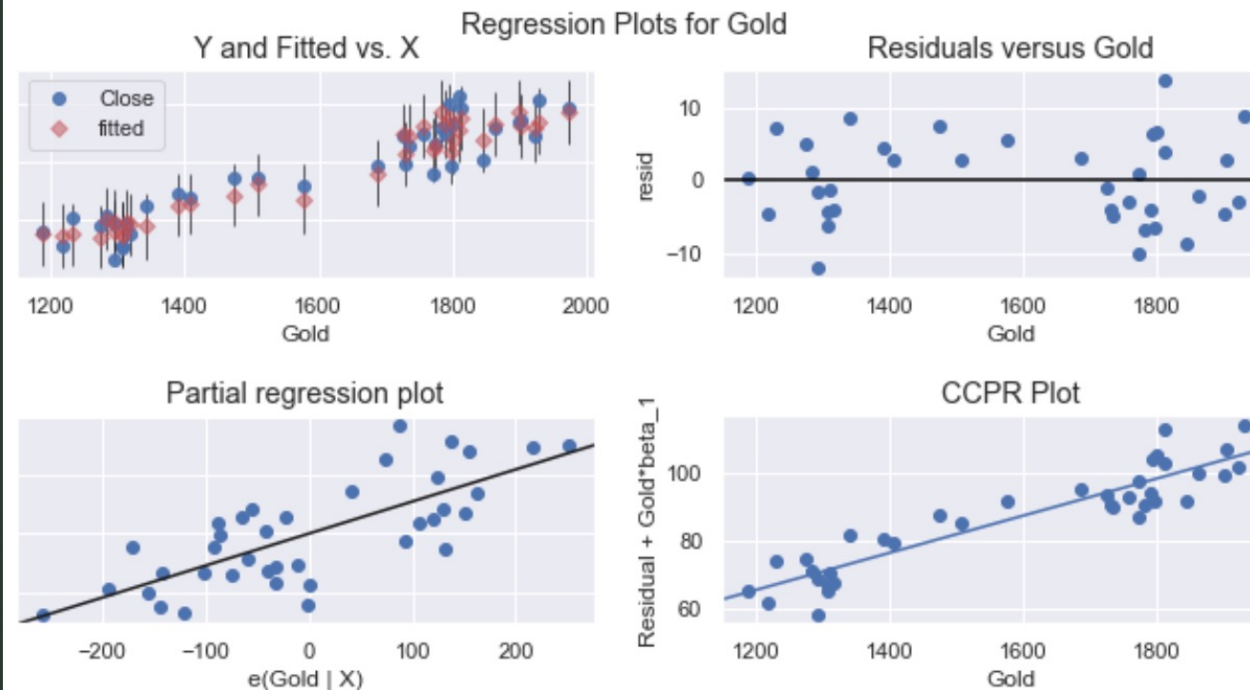 Regression Plots for Gold
Y and Fitted vs. X
Close
fitted
1200 1400 1600 1800 2000
Gold
Residuals versus Gold
resid
10
0
−10
1200 1400 1600 1800
Gold
Partial regression plot
−200 −100 0 100 200
e(Gold | X)
CCPR Plot
Residual + Gold*beta_1
100
80
60
1200 1400 1600 1800
Gold